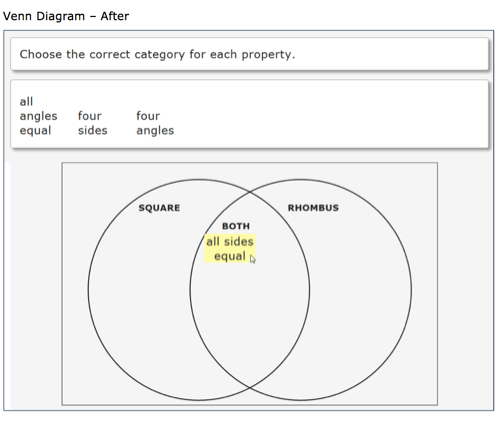 Venn Diagram – After
Choose the correct category for each property.
all
angles
equal
four
sides
four
angles
SQUARE
RHOMBUS
BOTH
all sides
equal